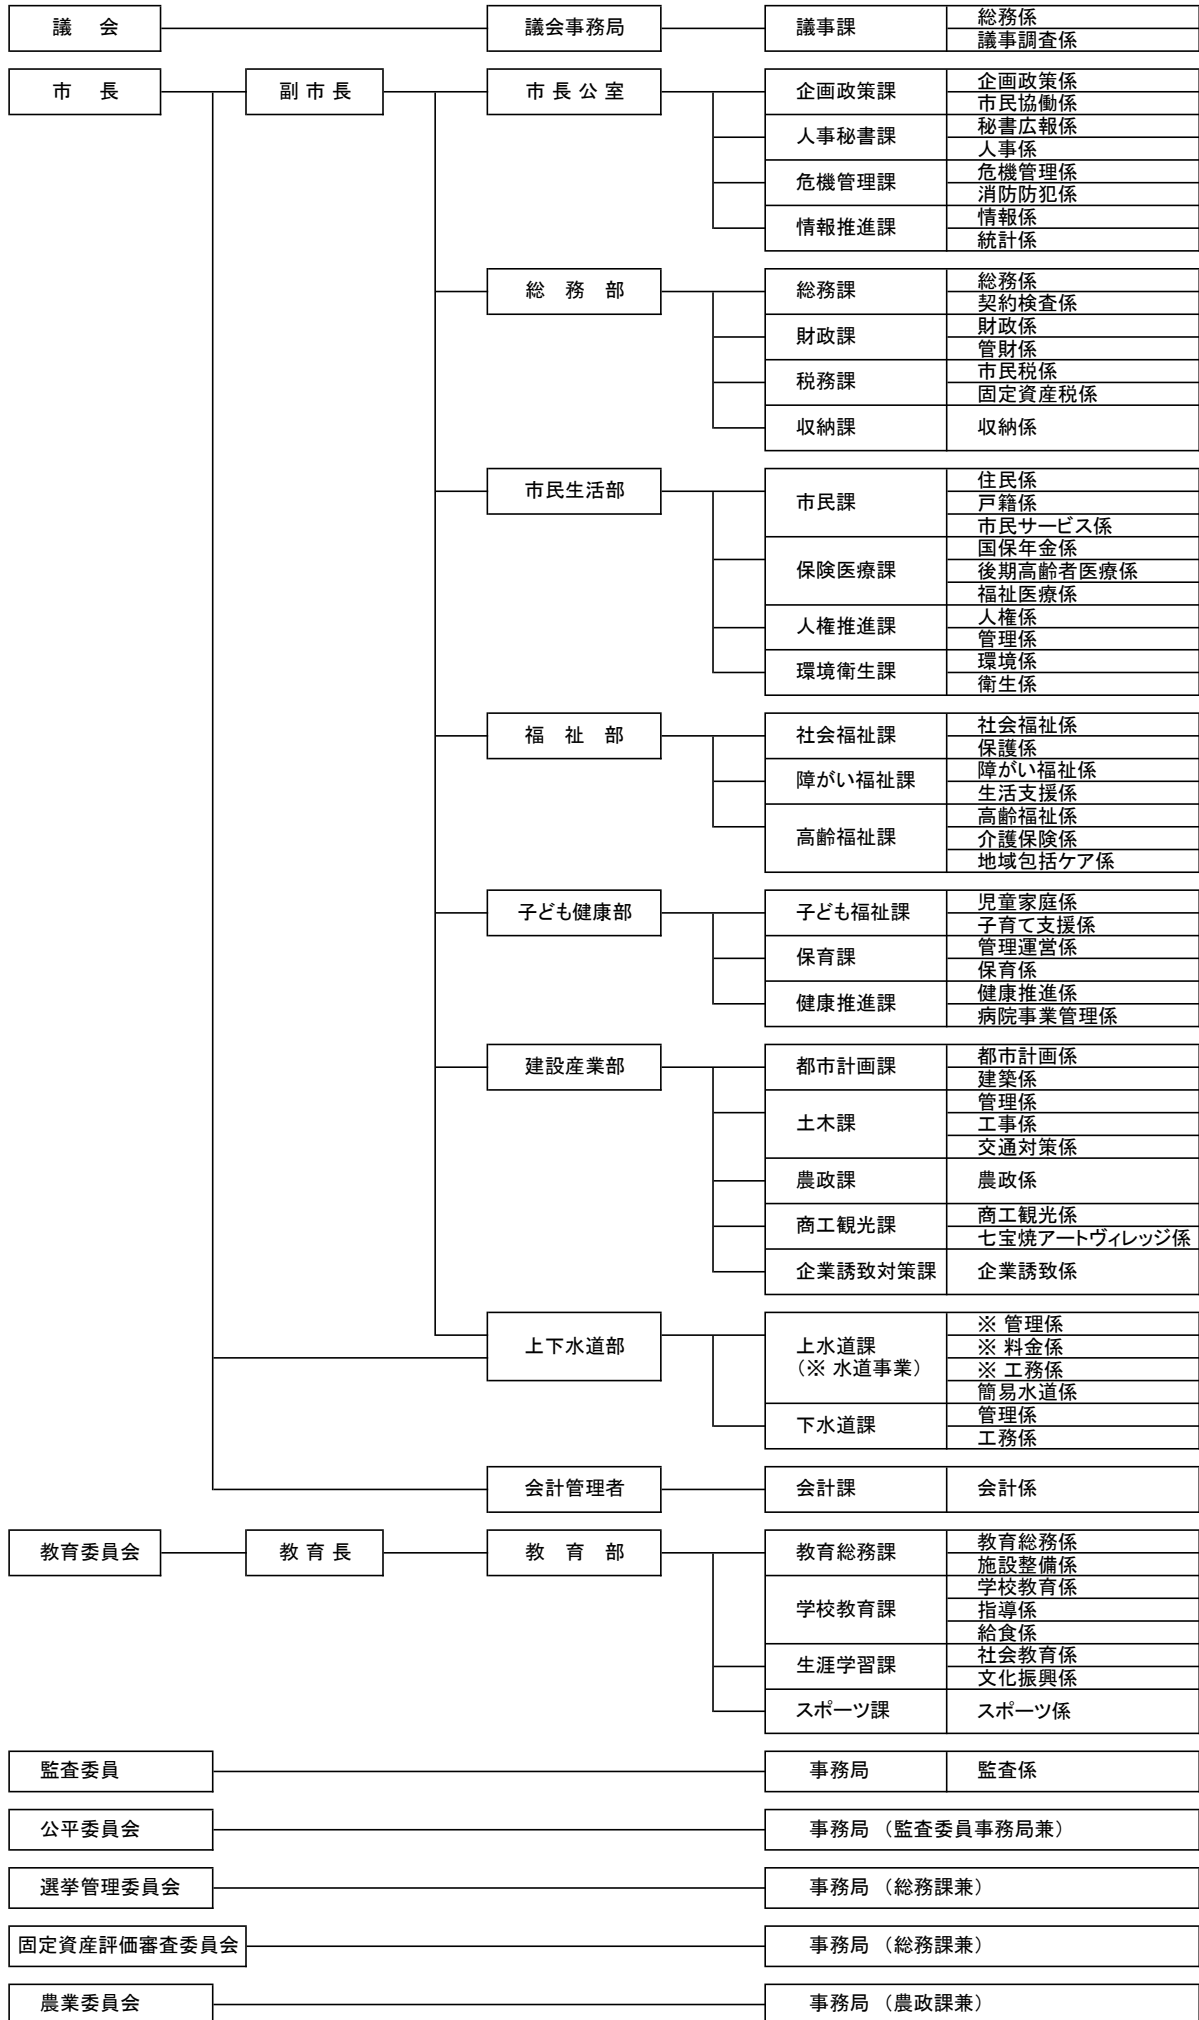 議会
議会事務局
議事課
総務係
議事調査係
市長
副市長
市長公室
企画政策課
企画政策係
市民協働係
人事秘書課
秘書広報係
人事係
危機管理課
危機管理係
消防防犯係
情報推進課
情報係
統計係
総務部
総務課
総務係
契約検査係
財政課
財政係
管財係
税務課
市民税係
固定資産税係
収納課
収納係
市民生活部
市民課
住民係
戸籍係
市民サービス係
保険医療課
国保年金係
後期高齢者医療係
福祉医療係
人権推進課
人権係
管理係
環境衛生課
環境係
衛生係
福祉部
社会福祉課
社会福祉係
保護係
障がい福祉課
障がい福祉係
生活支援係
高齢福祉課
高齢福祉係
介護保険係
地域包括ケア係
子ども健康部
子ども福祉課
児童家庭係
子育て支援係
保育課
管理運営係
保育係
健康推進課
健康推進係
病院事業管理係
建設産業部
都市計画課
都市計画係
建築係
土木課
管理係
工事係
交通対策係
農政課
農政係
商工観光課
商工観光係
七宝焼アートヴィレッジ係
企業誘致対策課
企業誘致係
上下水道部
上水道課
（※ 水道事業）
※ 管理係
※ 料金係
※ 工務係
簡易水道係
下水道課
管理係
工務係
会計管理者
会計課
会計係
教育委員会
教育長
教育部
教育総務課
教育総務係
施設整備係
学校教育課
学校教育係
指導係
給食係
生涯学習課
社会教育係
文化振興係
スポーツ課
スポーツ係
監査委員
事務局
監査係
公平委員会
事務局 （監査委員事務局兼）
選挙管理委員会
事務局 （総務課兼）
固定資産評価審査委員会
事務局 （総務課兼）
農業委員会
事務局 （農政課兼）